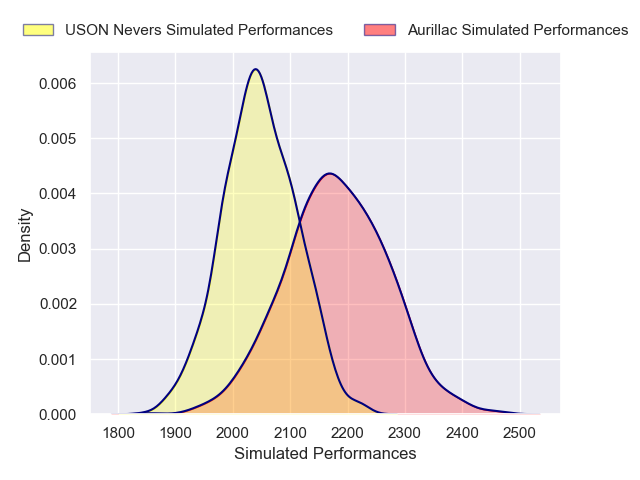 USON Nevers Simulated Performances
Aurillac Simulated Performances
0.006
0.005
0.004
0.003
0.002
0.001
0.000
Density
1800 1900 2000 2100 2200 2300 2400 2500
Simulated Performances